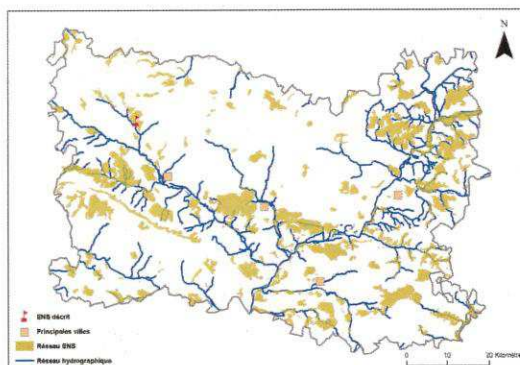 N
ENS décrit
Principales villes
Réseau ENS
Réseau hydrographique
0 10 20 Kilomètres